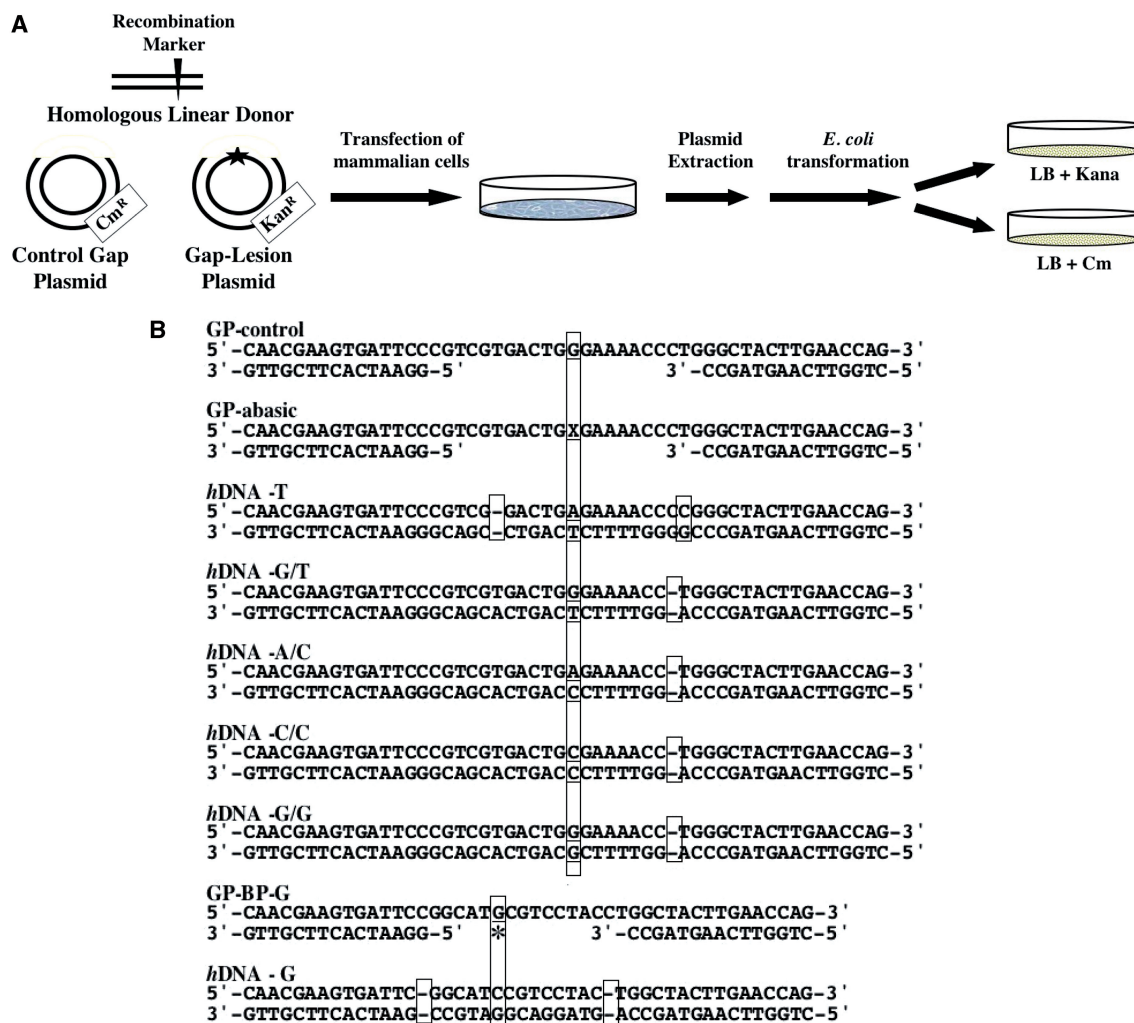 A
Recombination
Marker
Homologous Linear Donor
Cm^R
Control Gap
Plasmid
Kan^R
Gap-Lesion
Plasmid
Transfection of
mammalian cells
Plasmid
Extraction
E. coli
transformation
LB + Kana
LB + Cm
B
GP-control
5'-CAACGAAGTGATTCCCGTCGTGACTGGGAAAACCCTGGGCTACTTGAACCAG-3'
3'-GTTGCTTCACTAAGG-5' 3'-CCGATGAACTTGGTC-5'
GP-abasic
5'-CAACGAAGTGATTCCCGTCGTGACTGXGAAAACCCTGGGCTACTTGAACCAG-3'
3'-GTTGCTTCACTAAGG-5' 3'-CCGATGAACTTGGTC-5'
hDNA -T
5'-CAACGAAGTGATTCCCGTCG-GACTGAGAAAACCCCGGGCTACTTGAACCAG-3'
3'-GTTGCTTCACTAAGGGCAGC-CTGACTCTTTTGGGGCCCGATGAACTTGGTC-5'
hDNA -G/T
5'-CAACGAAGTGATTCCCGTCGTGACTGGGAAAACC-TGGGCTACTTGAACCAG-3'
3'-GTTGCTTCACTAAGGGCAGCACTGACTCTTTTGG-ACCCGATGAACTTGGTC-5'
hDNA -A/C
5'-CAACGAAGTGATTCCCGTCGTGACTGAGAAAACC-TGGGCTACTTGAACCAG-3'
3'-GTTGCTTCACTAAGGGCAGCACTGACCCTTTTGG-ACCCGATGAACTTGGTC-5'
hDNA -C/C
5'-CAACGAAGTGATTCCCGTCGTGACTGCGAAAACC-TGGGCTACTTGAACCAG-3'
3'-GTTGCTTCACTAAGGGCAGCACTGACCCTTTTGG-ACCCGATGAACTTGGTC-5'
hDNA -G/G
5'-CAACGAAGTGATTCCCGTCGTGACTGGGAAAACC-TGGGCTACTTGAACCAG-3'
3'-GTTGCTTCACTAAGGGCAGCACTGACGCTTTTGG-ACCCGATGAACTTGGTC-5'
GP-BP-G
5'-CAACGAAGTGATTCCGGCATGCGTCCTACCTGGCTACTTGAACCAG-3'
3'-GTTGCTTCACTAAGG-5' * 3'-CCGATGAACTTGGTC-5'
hDNA - G
5'-CAACGAAGTGATTC-GGCATCCGTCCTAC-TGGCTACTTGAACCAG-3'
3'-GTTGCTTCACTAAG-CCGTAGGCAGGATG-ACCGATGAACTTGGTC-5'